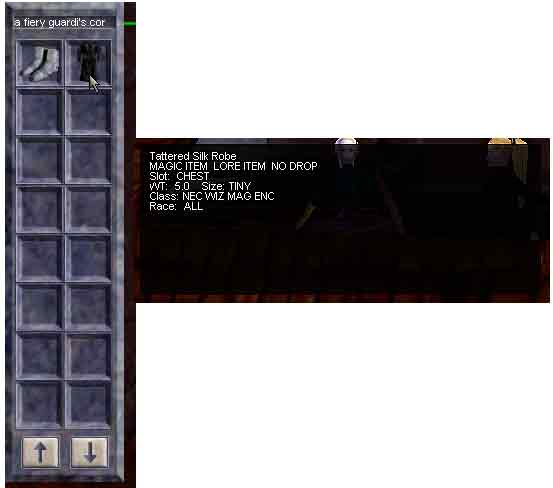 a fiery guardi's cor
Tattered Silk Robe
MAGIC ITEM LORE ITEM NO DROP
Slot: CHEST
WT: 5.0 Size: TINY
Class: NEC WIZ MAG ENC
Race: ALL